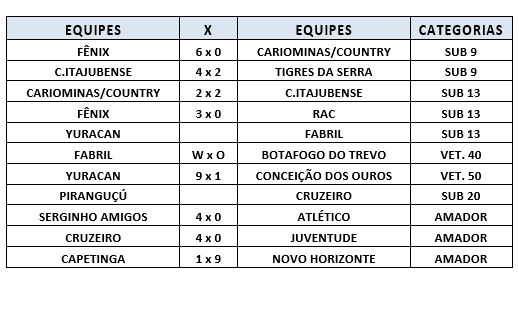 EQUIPES X EQUIPES CATEGORIAS
FÊNIX 6 x 0 CARIOMINAS/COUNTRY SUB 9
C.ITAJUBENSE 4 x 2 TIGRES DA SERRA SUB 9
CARIOMINAS/COUNTRY 2 x 2 C.ITAJUBENSE SUB 13
FÊNIX 3 x 0 RAC SUB 13
YURACAN FABRIL SUB 13
FABRIL W x O BOTAFOGO DO TREVO VET. 40
YURACAN 9 x 1 CONCEIÇÃO DOS OUROS VET. 50
PIRANGUÇÚ CRUZEIRO SUB 20
SERGINHO AMIGOS 4 x 0 ATLÉTICO AMADOR
CRUZEIRO 4 x 0 JUVENTUDE AMADOR
CAPETINGA 1 x 9 NOVO HORIZONTE AMADOR